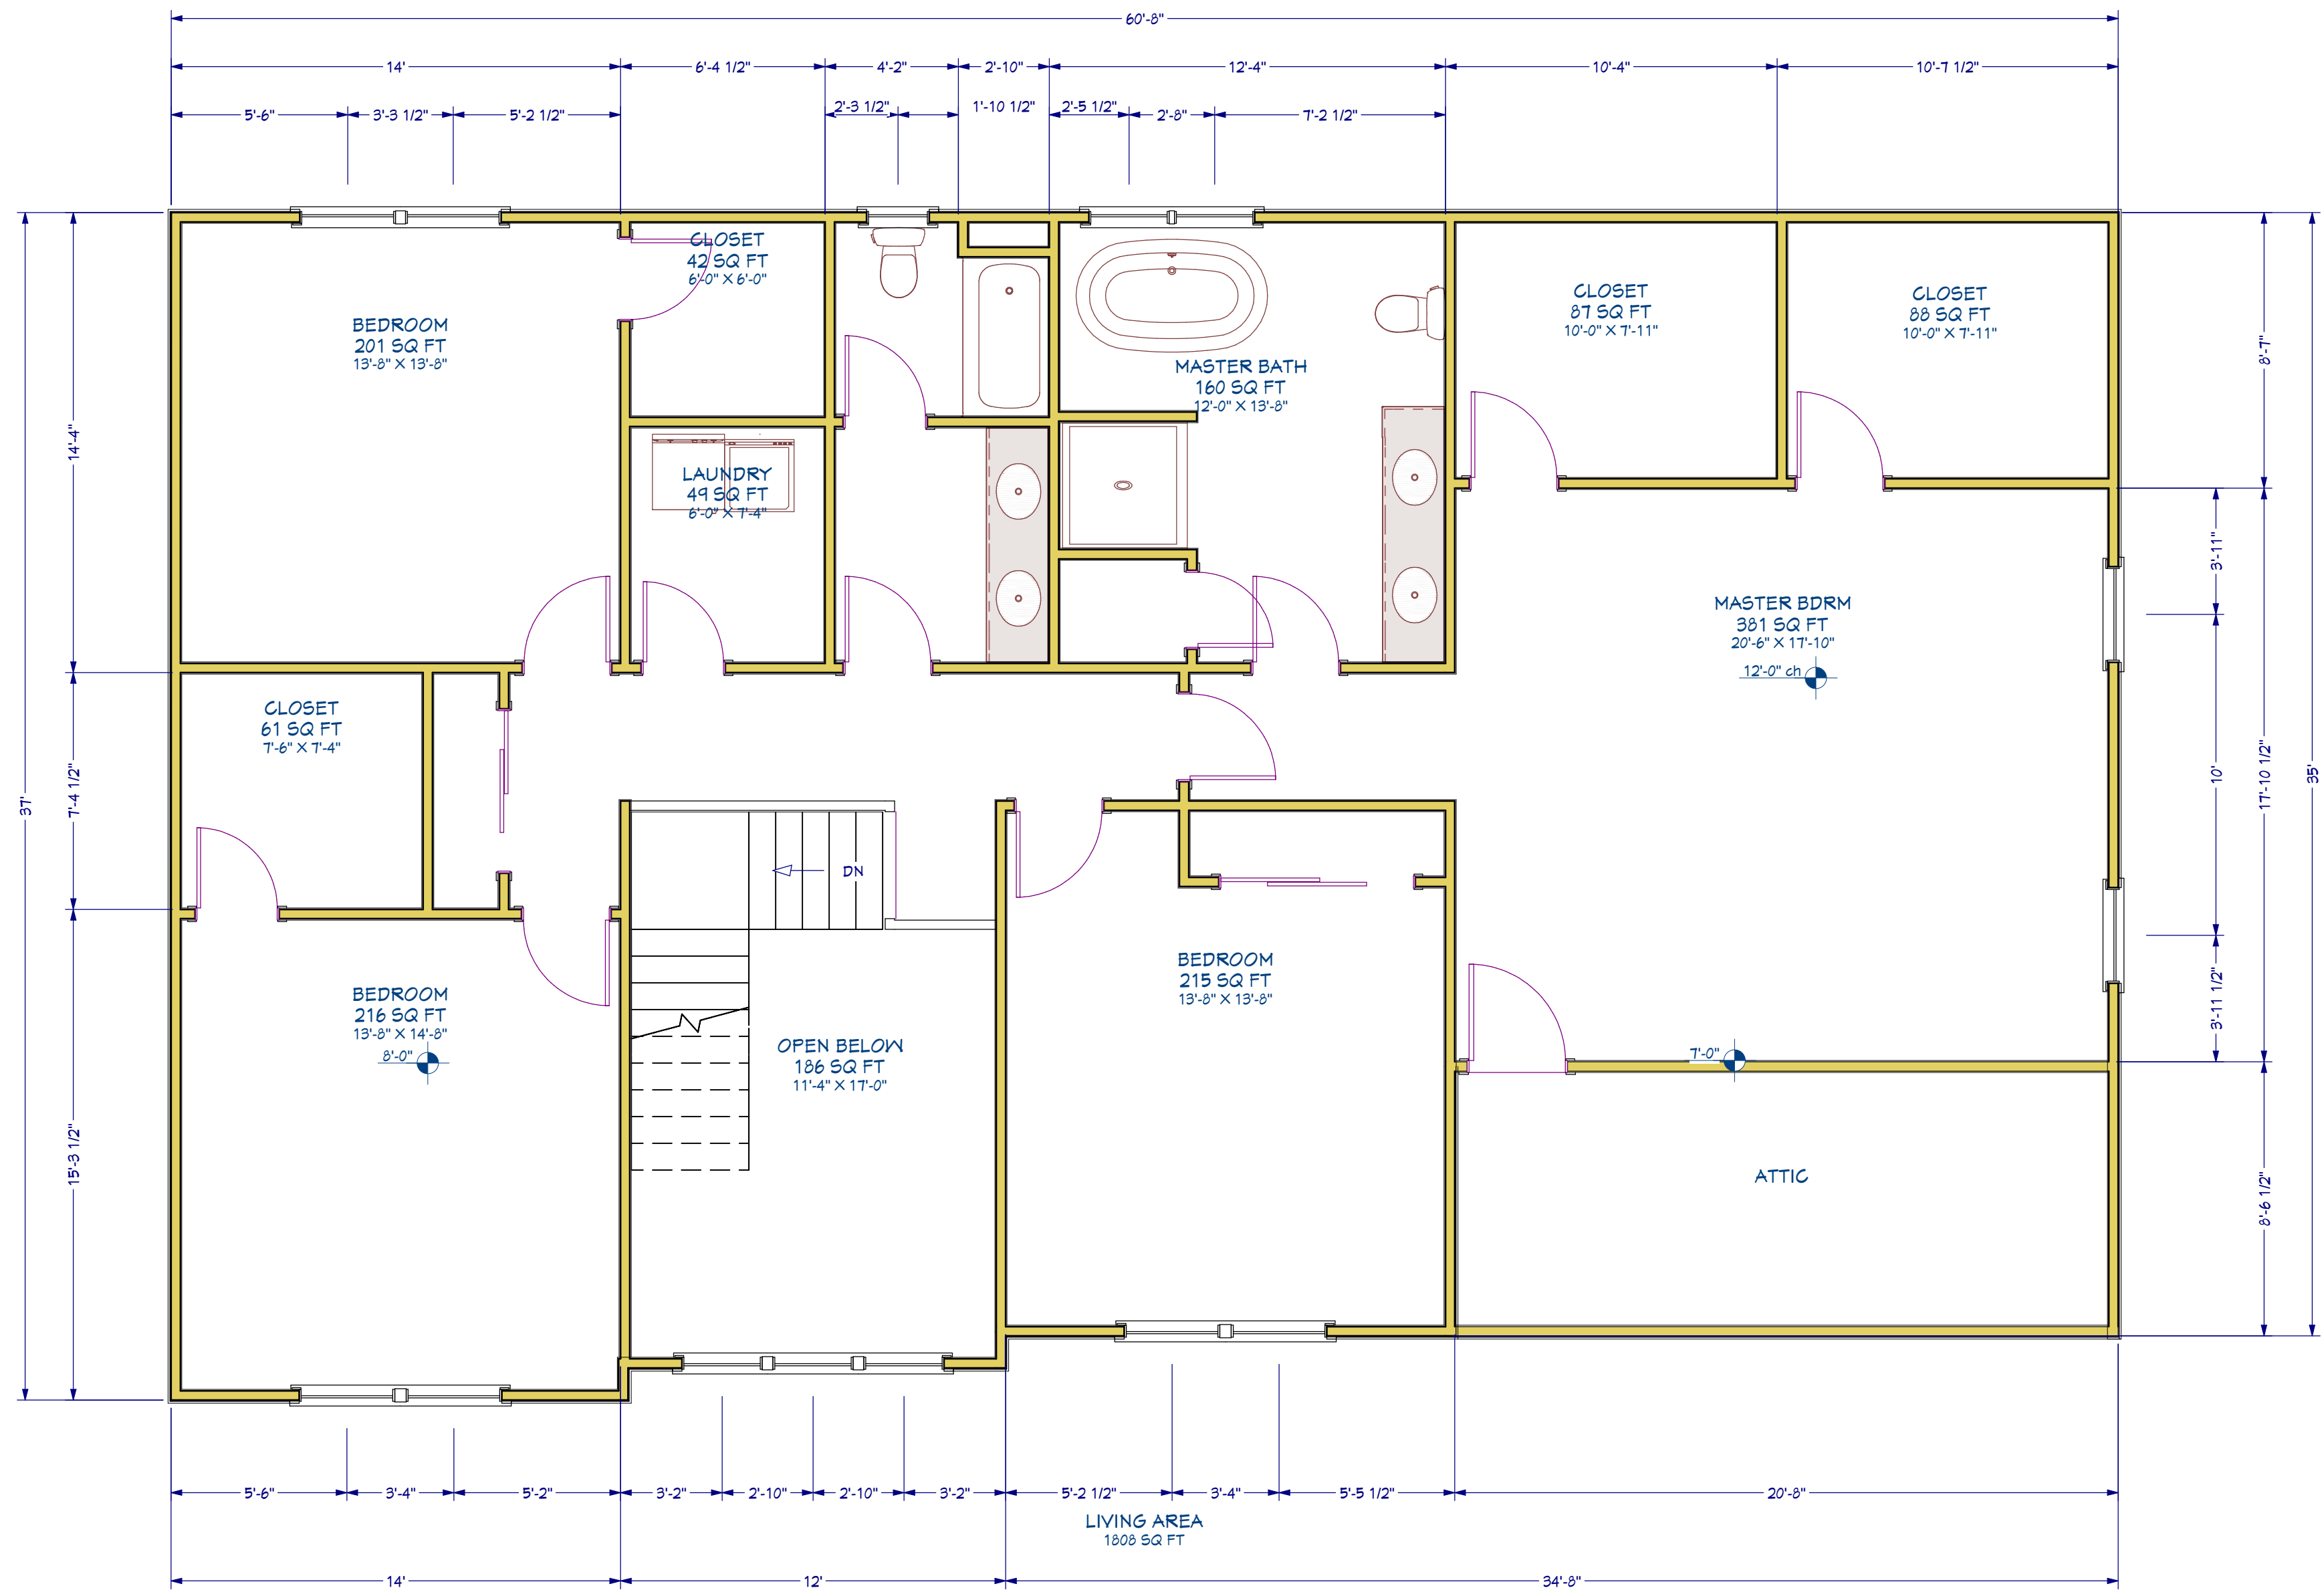 60'-8"
14'
6'-4 1/2"
4'-2"
2'-10"
12'-4"
10'-4"
10'-7 1/2"
5'-6"
3'-3 1/2"
5'-2 1/2"
2'-3 1/2"
1'-10 1/2"
2'-5 1/2"
2'-8"
7'-2 1/2"
CLOSET
42 SQ FT
6'-0" X 6'-0"
BEDROOM
201 SQ FT
13'-8" X 13'-8"
MASTER BATH
160 SQ FT
12'-0" X 13'-8"
CLOSET
87 SQ FT
10'-0" X 7'-11"
CLOSET
88 SQ FT
10'-0" X 7'-11"
8'-7"
14'-4"
LAUNDRY
49 SQ FT
6'-0" X 7'-4"
3'-11"
MASTER BDRM
381 SQ FT
20'-6" X 17'-10"
12'-0" ch
CLOSET
61 SQ FT
7'-6" X 7'-4"
37'
7'-4 1/2"
10'
17'-10 1/2"
35'
DN
BEDROOM
216 SQ FT
13'-8" X 14'-8"
8'-0"
OPEN BELOW
186 SQ FT
11'-4" X 17'-0"
BEDROOM
215 SQ FT
13'-8" X 13'-8"
3'-11 1/2"
7'-0"
15'-3 1/2"
ATTIC
8'-6 1/2"
5'-6"
3'-4"
5'-2"
3'-2"
2'-10"
2'-10"
3'-2"
5'-2 1/2"
3'-4"
5'-5 1/2"
20'-8"
LIVING AREA
1808 SQ FT
14'
12'
34'-8"